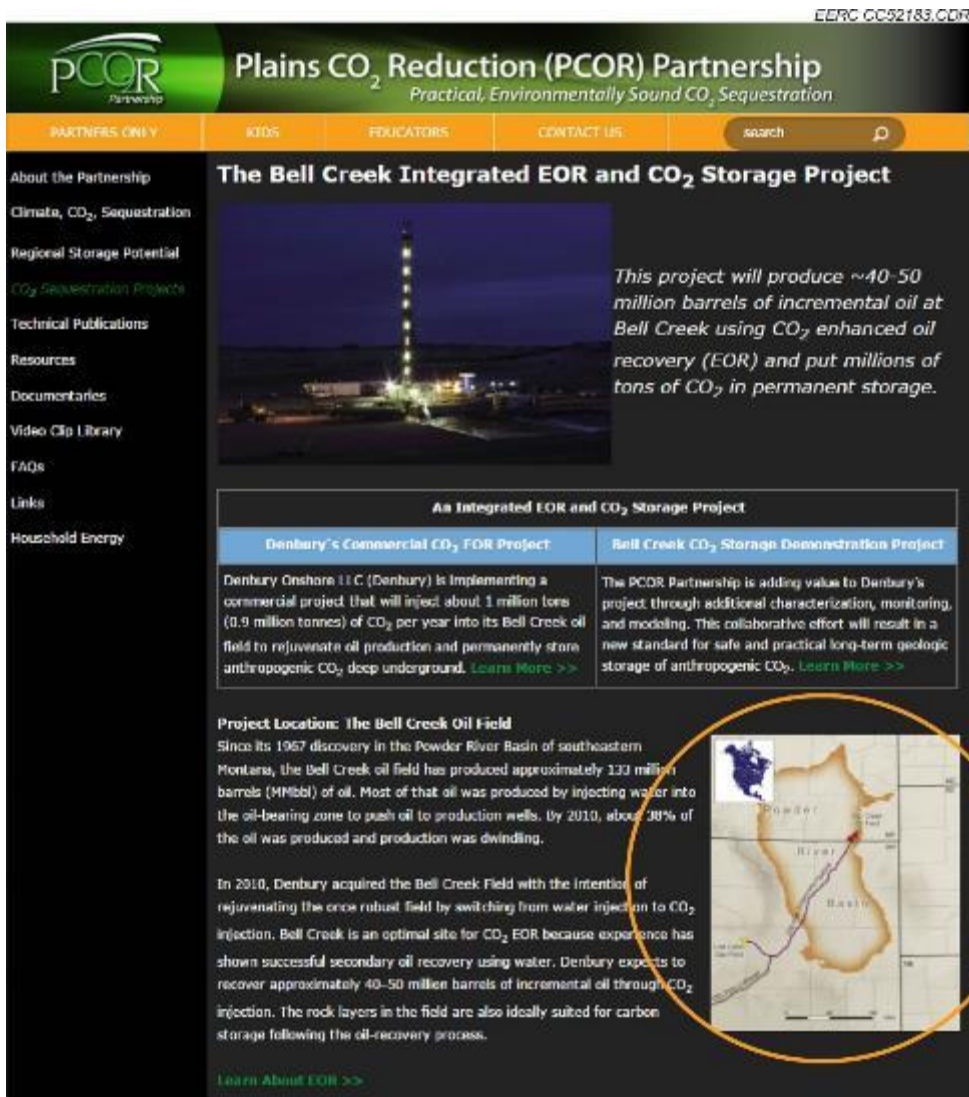 EERC CC52183.CDR
PCOR
Partnership
Plains CO₂ Reduction (PCOR) Partnership
Practical, Environmentally Sound CO₂ Sequestration
PARTNERS ONLY KIDS EDUCATORS CONTACT US search
About the Partnership
Climate, CO₂, Sequestration
Regional Storage Potential
CO₂ Sequestration Projects
Technical Publications
Resources
Documentaries
Video Clip Library
FAQs
Links
Household Energy
The Bell Creek Integrated EOR and CO₂ Storage Project
This project will produce ~40-50
million barrels of incremental oil at
Bell Creek using CO₂ enhanced oil
recovery (EOR) and put millions of
tons of CO₂ in permanent storage.
An Integrated EOR and CO₂ Storage Project
Denbury's Commercial CO₂ EOR Project
Denbury Onshore LLC (Denbury) is implementing a
commercial project that will inject about 1 million tons
(0.9 million tonnes) of CO₂ per year into its Bell Creek oil
field to rejuvenate oil production and permanently store
anthropogenic CO₂ deep underground. Learn More >>
Bell Creek CO₂ Storage Demonstration Project
The PCOR Partnership is adding value to Denbury's
project through additional characterization, monitoring,
and modeling. This collaborative effort will result in a
new standard for safe and practical long-term geologic
storage of anthropogenic CO₂. Learn More >>
Project Location: The Bell Creek Oil Field
Since its 1967 discovery in the Powder River Basin of southeastern
Montana, the Bell Creek oil field has produced approximately 133 million
barrels (MMbbl) of oil. Most of that oil was produced by injecting water into
the oil-bearing zone to push oil to production wells. By 2010, about 38% of
the oil was produced and production was dwindling.
In 2010, Denbury acquired the Bell Creek Field with the intention of
rejuvenating the once robust field by switching from water injection to CO₂
injection. Bell Creek is an optimal site for CO₂ EOR because experience has
shown successful secondary oil recovery using water. Denbury expects to
recover approximately 40–50 million barrels of incremental oil through CO₂
injection. The rock layers in the field are also ideally suited for carbon
storage following the oil-recovery process.
Learn About EOR >>
Powder
River
Basin